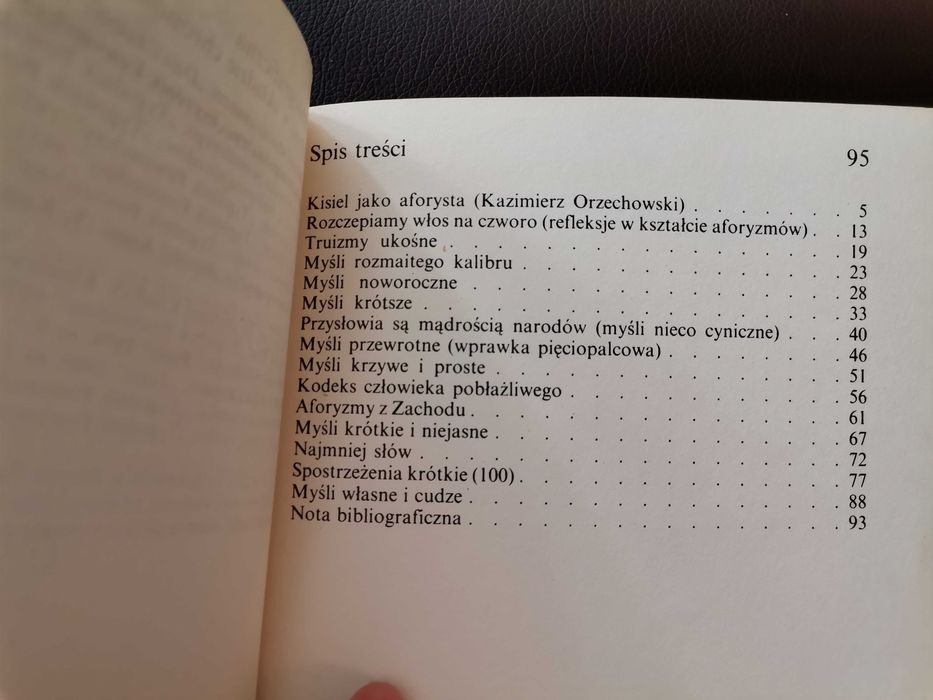 Spis treści 95
Kisiel jako aforysta (Kazimierz Orzechowski) . . . . . . . 5
Rozczepiamy włos na czworo (refleksje w kształcie aforyzmów) . . 13
Truizmy ukośne . . . . . . . . . . . . . . . . 19
Myśli rozmaitego kalibru . . . . . . . . . . . . . 23
Myśli noworoczne . . . . . . . . . . . . . . . 28
Myśli krótsze . . . . . . . . . . . . . . . . . 33
Przysłowia są mądrością narodów (myśli nieco cyniczne) . . . 40
Myśli przewrotne (wprawka pięciopalcowa) . . . . . . . 46
Myśli krzywe i proste . . . . . . . . . . . . . . 51
Kodeks człowieka pobłażliwego . . . . . . . . . . . 56
Aforyzmy z Zachodu . . . . . . . . . . . . . . . 61
Myśli krótkie i niejasne . . . . . . . . . . . . . . 67
Najmniej słów . . . . . . . . . . . . . . . . . 72
Spostrzeżenia krótkie (100) . . . . . . . . . . . . . 77
Myśli własne i cudze . . . . . . . . . . . . . . . 88
Nota bibliograficzna . . . . . . . . . . . . . . . 93